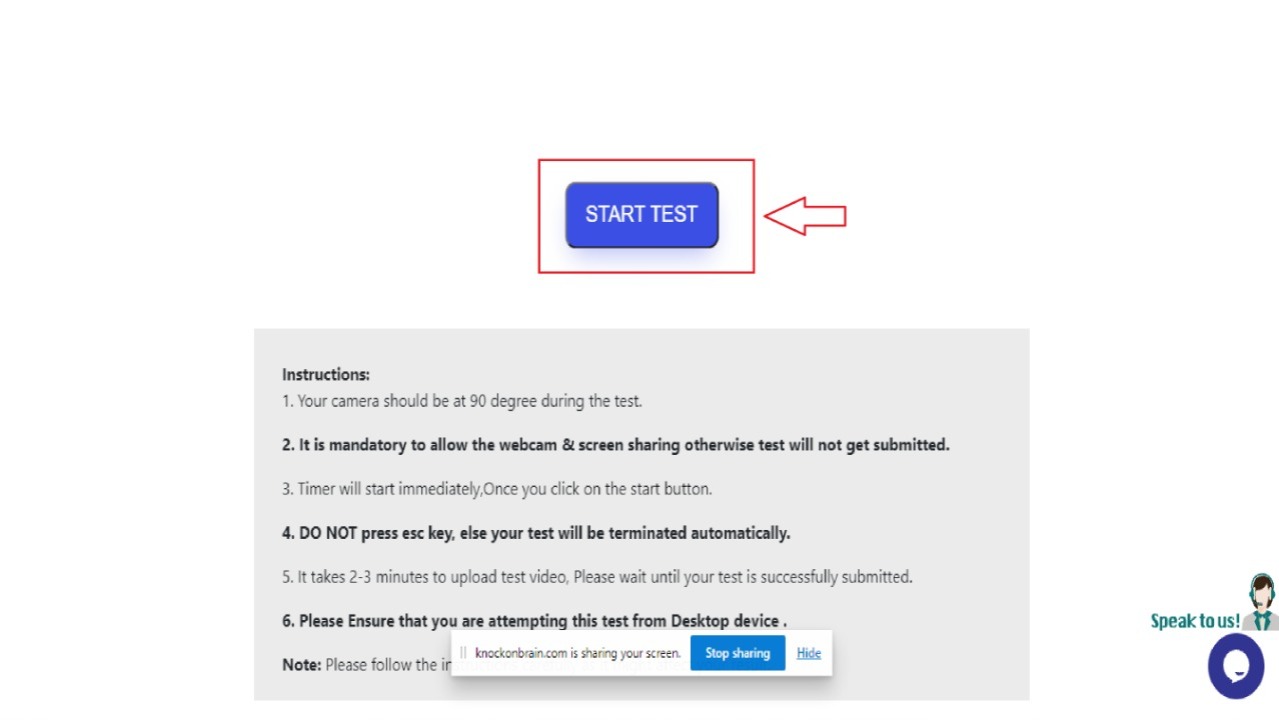 START TEST
Instructions:
1. Your camera should be at 90 degree during the test.
2. It is mandatory to allow the webcam & screen sharing otherwise test will not get submitted.
3. Timer will start immediately,Once you click on the start button.
4. DO NOT press esc key, else your test will be terminated automatically.
5. It takes 2-3 minutes to upload test video, Please wait until your test is successfully submitted.
6. Please Ensure that you are attempting this test from Desktop device .
Note: Please follow the
knockonbrain.com is sharing your screen. Stop sharing Hide
Speak to us!